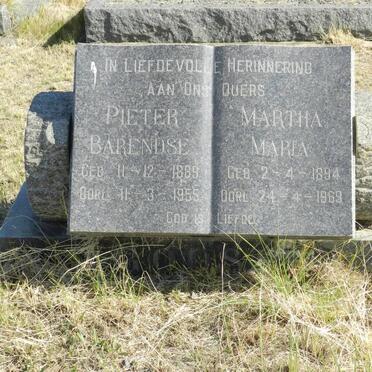 In Liefdevolle Herinnering
aan Ons Ouers
Pieter
Barendse
Geb. 11-12-1889
Oorl. 11-3-1955
Martha
Maria
Geb. 2-4-1894
Oorl. 24-4-1969
God is Liefde